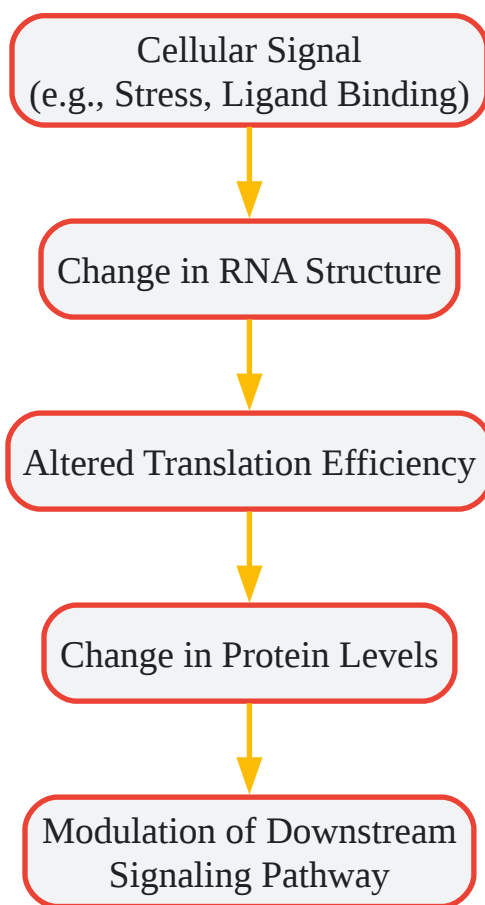 Cellular Signal
(e.g., Stress, Ligand Binding)
Change in RNA Structure
Altered Translation Efficiency
Change in Protein Levels
Modulation of Downstream
Signaling Pathway